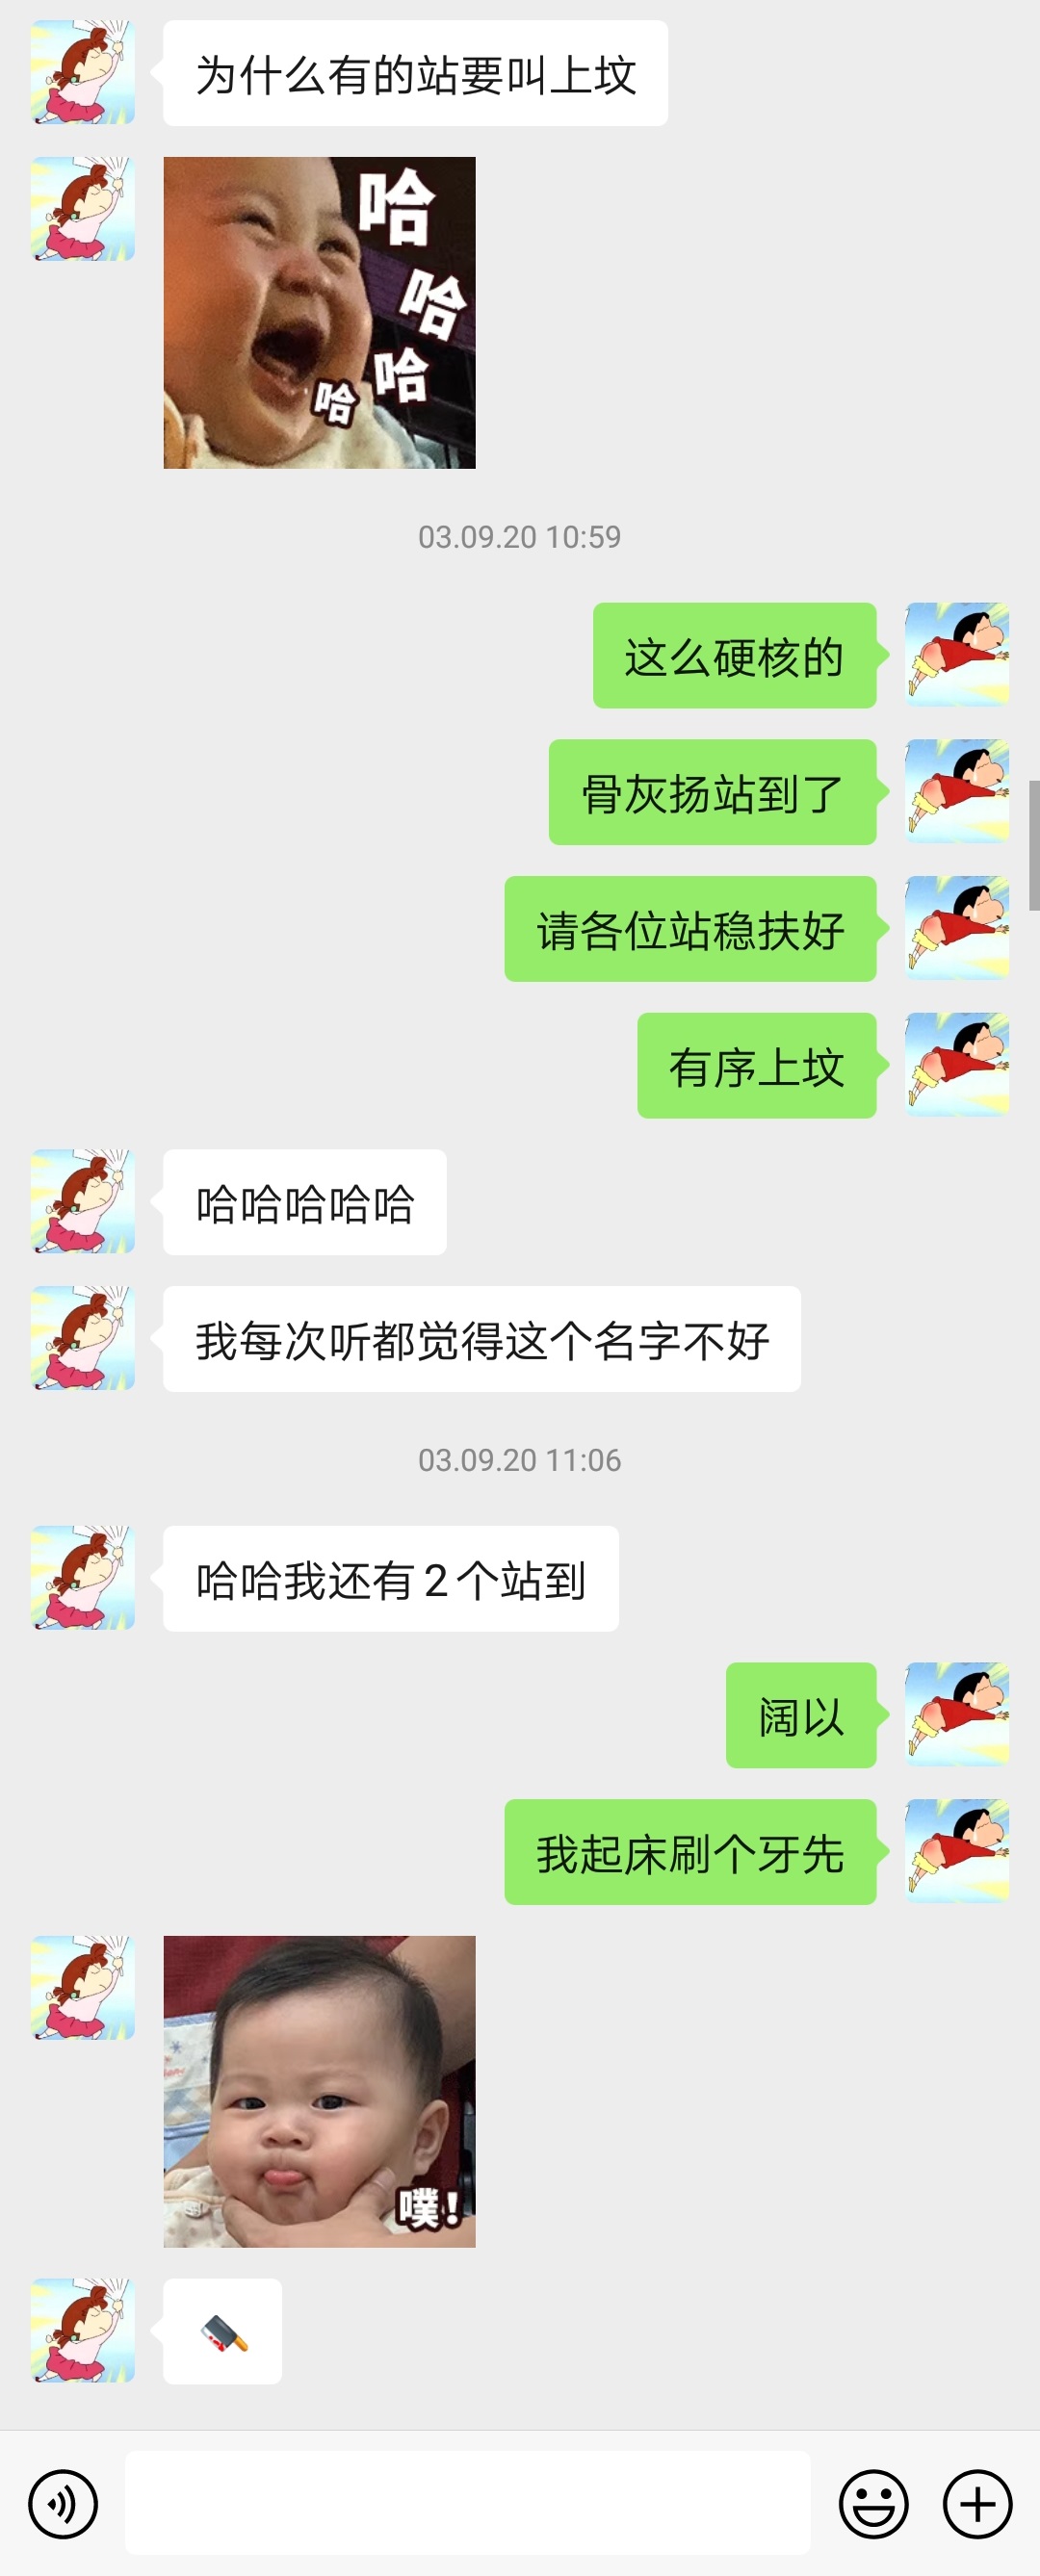 为什么有的站要叫上坟
哈
哈
哈
哈
03.09.20 10:59
这么硬核的
骨灰扬站到了
请各位站稳扶好
有序上坟
哈哈哈哈哈
我每次听都觉得这个名字不好
03.09.20 11:06
哈哈我还有2个站到
阔以
我起床刷个牙先
噗!